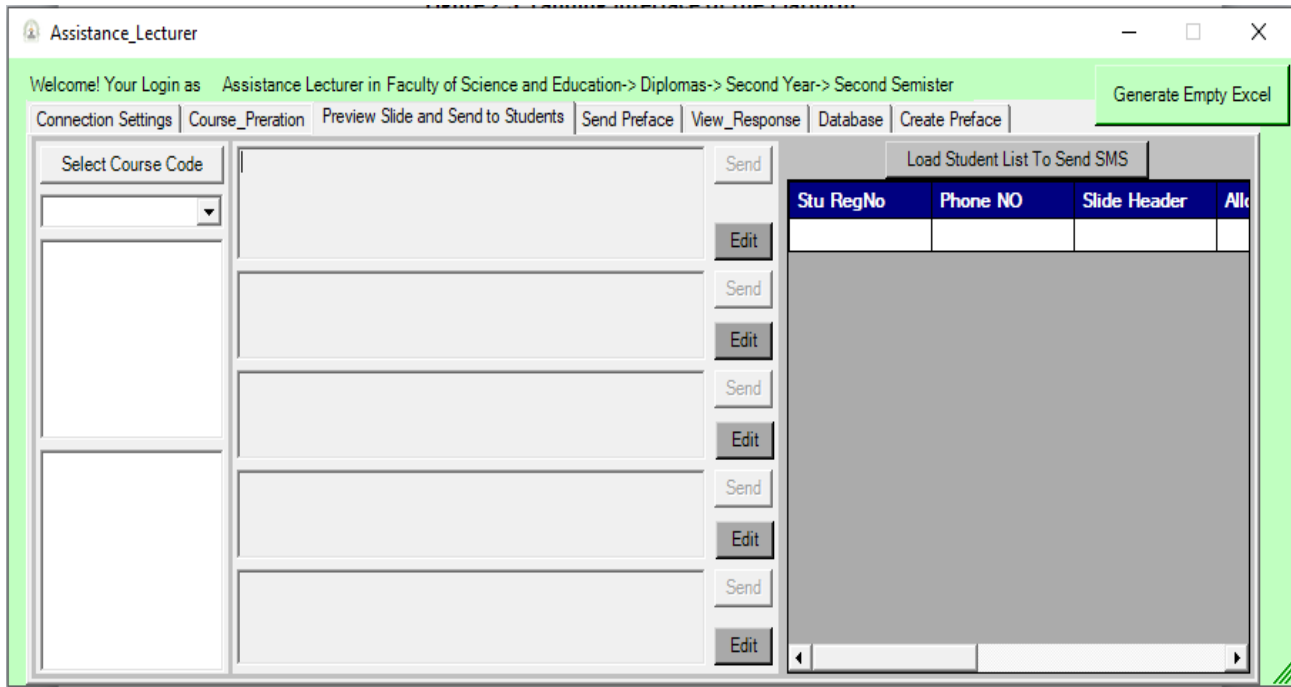 Assistance_Lecturer
Welcome! Your Login as Assistance Lecturer in Faculty of Science and Education-> Diplomas-> Second Year-> Second Semister
Generate Empty Excel
Connection Settings Course_Preration Preview Slide and Send to Students Send Preface View_Response Database Create Preface
Select Course Code
Send
Edit
Send
Edit
Send
Edit
Send
Edit
Send
Edit
Load Student List To Send SMS
Stu RegNo Phone NO Slide Header